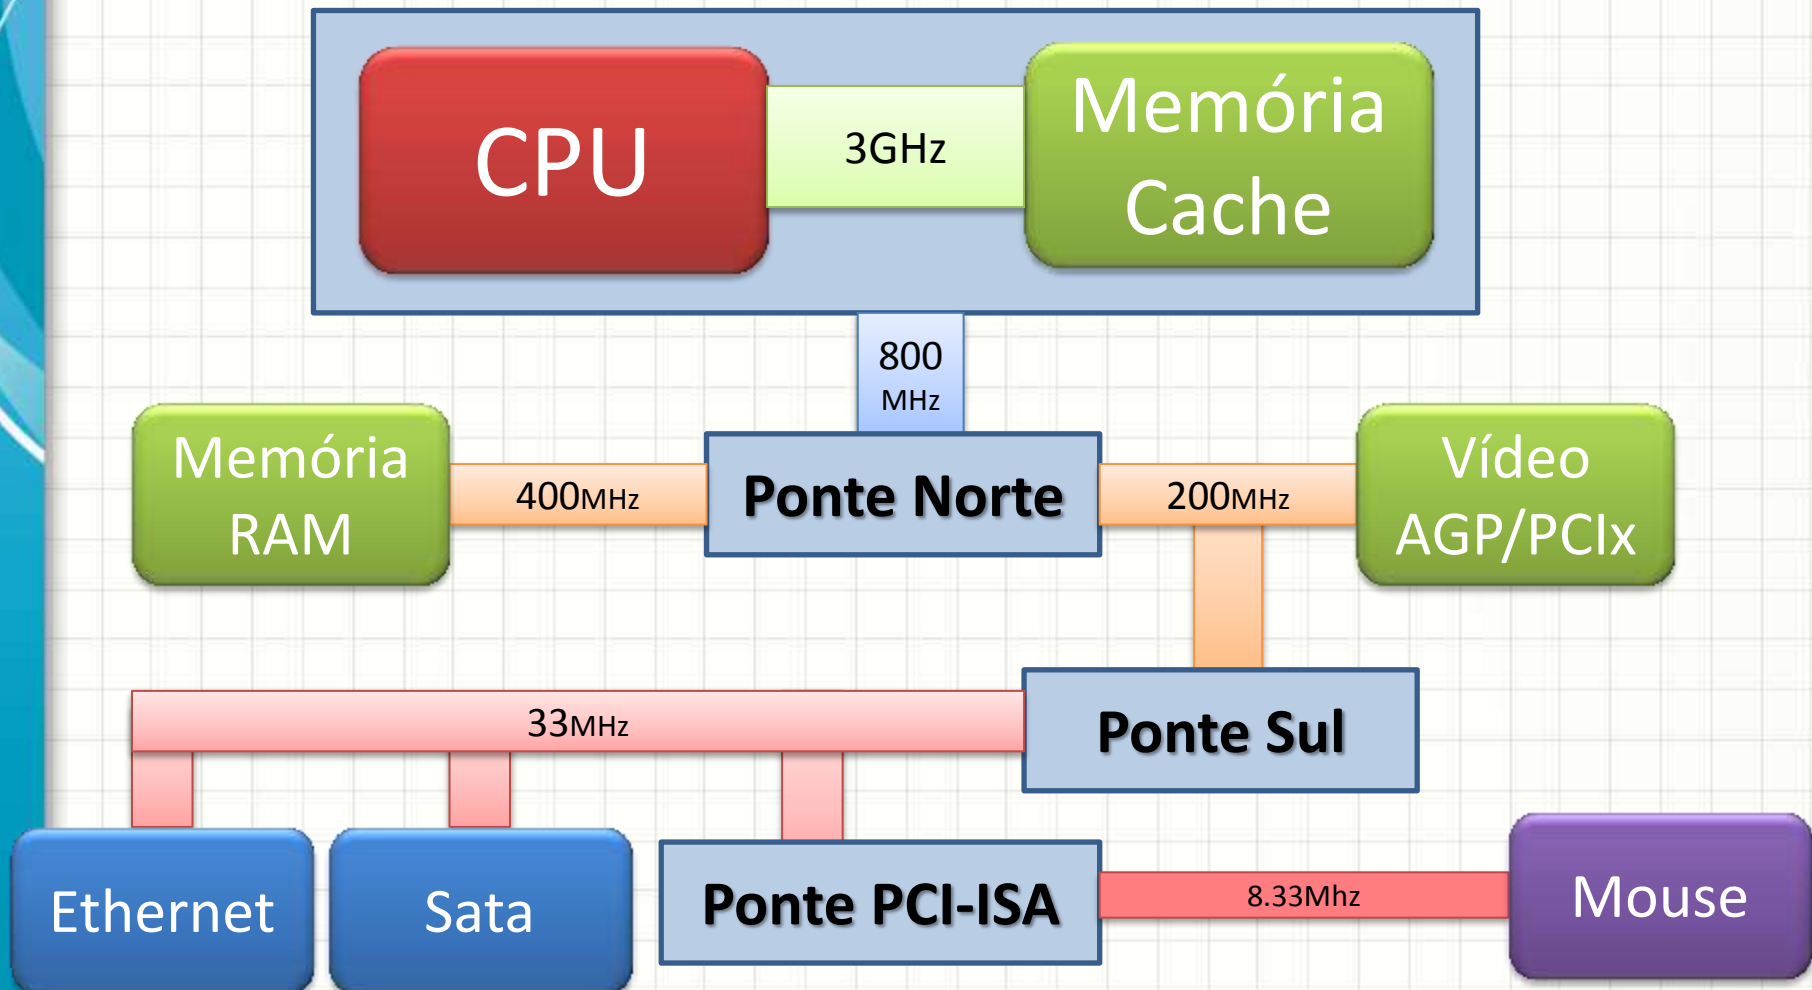 CPU
3GHz
Memória
Cache
800
MHz
Memória
RAM
400MHz
Ponte Norte
200MHz
Vídeo
AGP/PCIx
33MHz
Ponte Sul
Ethernet
Sata
Ponte PCI-ISA
8.33Mhz
Mouse